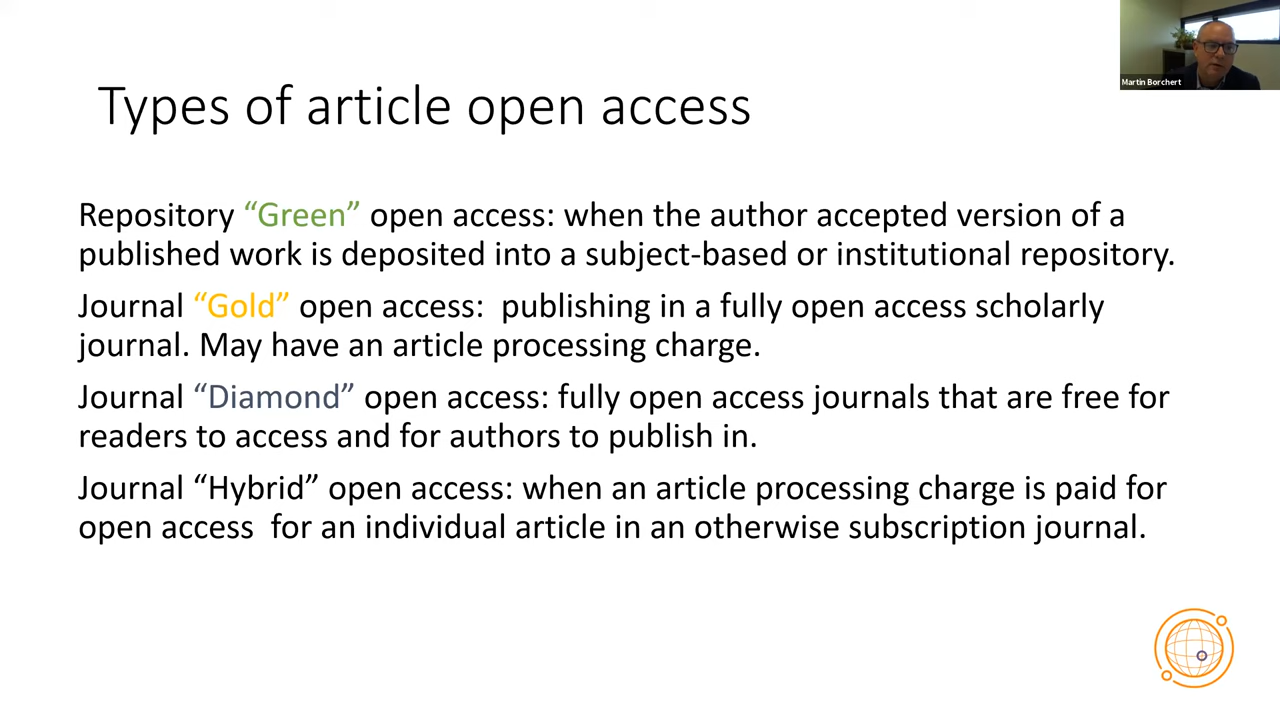 Martin Borchert
Types of article open access
Repository “Green” open access: when the author accepted version of a
published work is deposited into a subject-based or institutional repository.
Journal “Gold” open access:  publishing in a fully open access scholarly
journal. May have an article processing charge.
Journal “Diamond” open access: fully open access journals that are free for
readers to access and for authors to publish in.
Journal “Hybrid” open access: when an article processing charge is paid for
open access  for an individual article in an otherwise subscription journal.